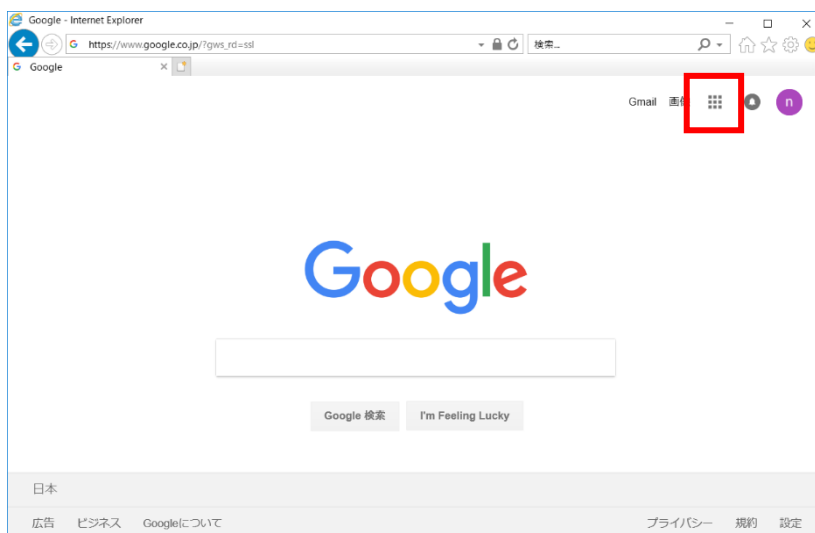 Google - Internet Explorer
https://www.google.co.jp/?gws_rd=ssl 検索...
Google
Gmail 画 n
Google
Google 検索 I'm Feeling Lucky
日本
広告 ビジネス Googleについて プライバシー 規約 設定